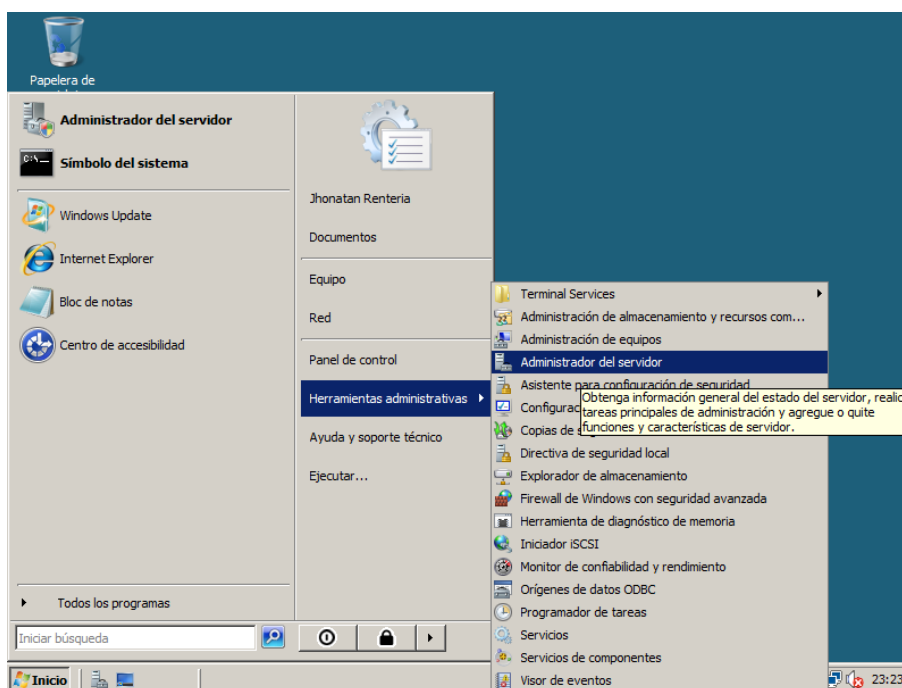 Papelera de
Administrador del servidor
Símbolo del sistema
Windows Update
Internet Explorer
Bloc de notas
Centro de accesibilidad
Todos los programas
Iniciar búsqueda
Jhonatan Renteria
Documentos
Equipo
Red
Panel de control
Herramientas administrativas
Ayuda y soporte técnico
Ejecutar...
Terminal Services
Administración de almacenamiento y recursos com...
Administración de equipos
Administrador del servidor
Asistente para configuración de seguridad
Configurac
Copias de
Obtenga información general del estado del servidor, realic
tareas principales de administración y agregue o quite
funciones y características de servidor.
Directiva de seguridad local
Explorador de almacenamiento
Firewall de Windows con seguridad avanzada
Herramienta de diagnóstico de memoria
Iniciador iSCSI
Monitor de confiabilidad y rendimiento
Orígenes de datos ODBC
Programador de tareas
Servicios
Servicios de componentes
Visor de eventos
Inicio
23:23